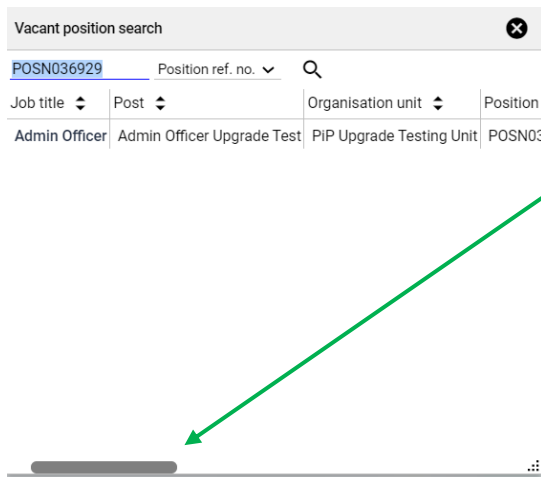 Vacant position search
POSN036929 Position ref. no.
Job title Post Organisation unit Position
Admin Officer Admin Officer Upgrade Test PiP Upgrade Testing Unit POSN03